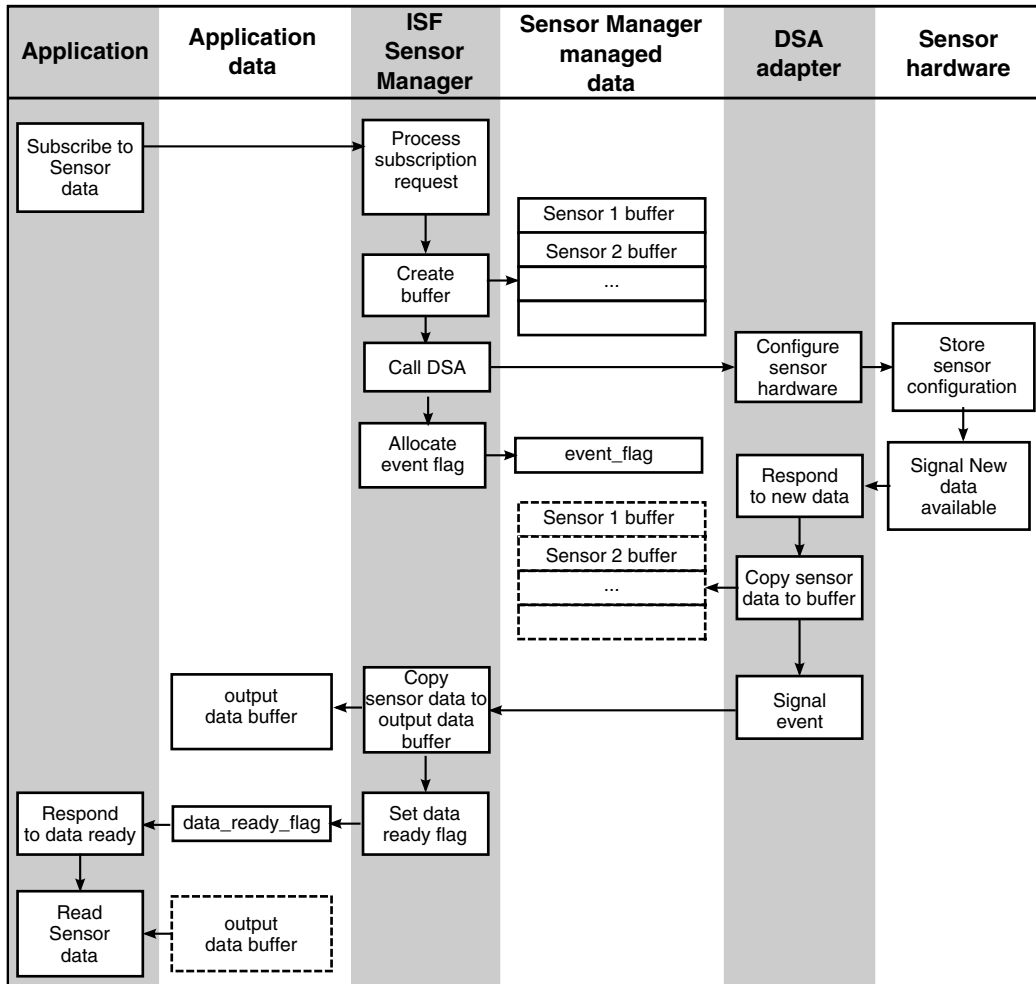 Application
Application
data
ISF
Sensor
Manager
Sensor Manager
managed
data
DSA
adapter
Sensor
hardware
Subscribe to
Sensor
data
Process
subscription
request
Sensor 1 buffer
Sensor 2 buffer
...
Create
buffer
Call DSA
Configure
sensor
hardware
Store
sensor
configuration
Allocate
event flag
event_flag
Respond
to new data
Signal New
data
available
Sensor 1 buffer
Sensor 2 buffer
...
Copy sensor
data to buffer
output
data buffer
Copy
sensor data to
output data
buffer
Signal
event
Respond
to data ready
data_ready_flag
Set data
ready flag
Read
Sensor
data
output
data buffer